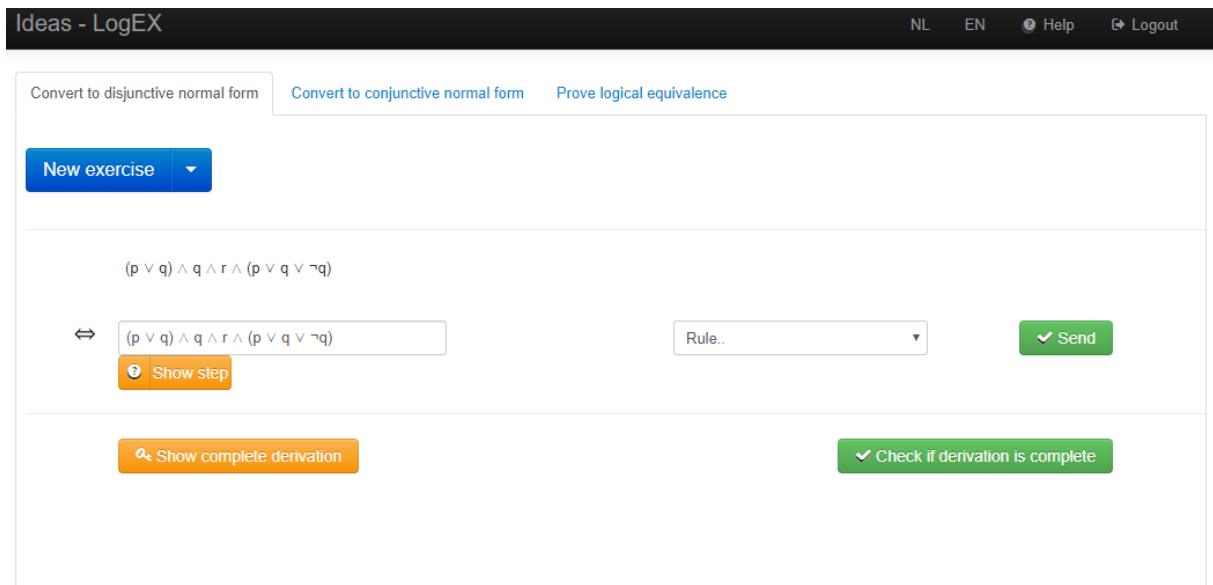 Ideas - LogEX NL EN Help Logout
Convert to disjunctive normal form Convert to conjunctive normal form Prove logical equivalence
New exercise
(p ∨ q) ∧ q ∧ r ∧ (p ∨ q ∨ ¬q)
⇔ (p ∨ q) ∧ q ∧ r ∧ (p ∨ q ∨ ¬q) Rule.. Send
Show step
Show complete derivation Check if derivation is complete